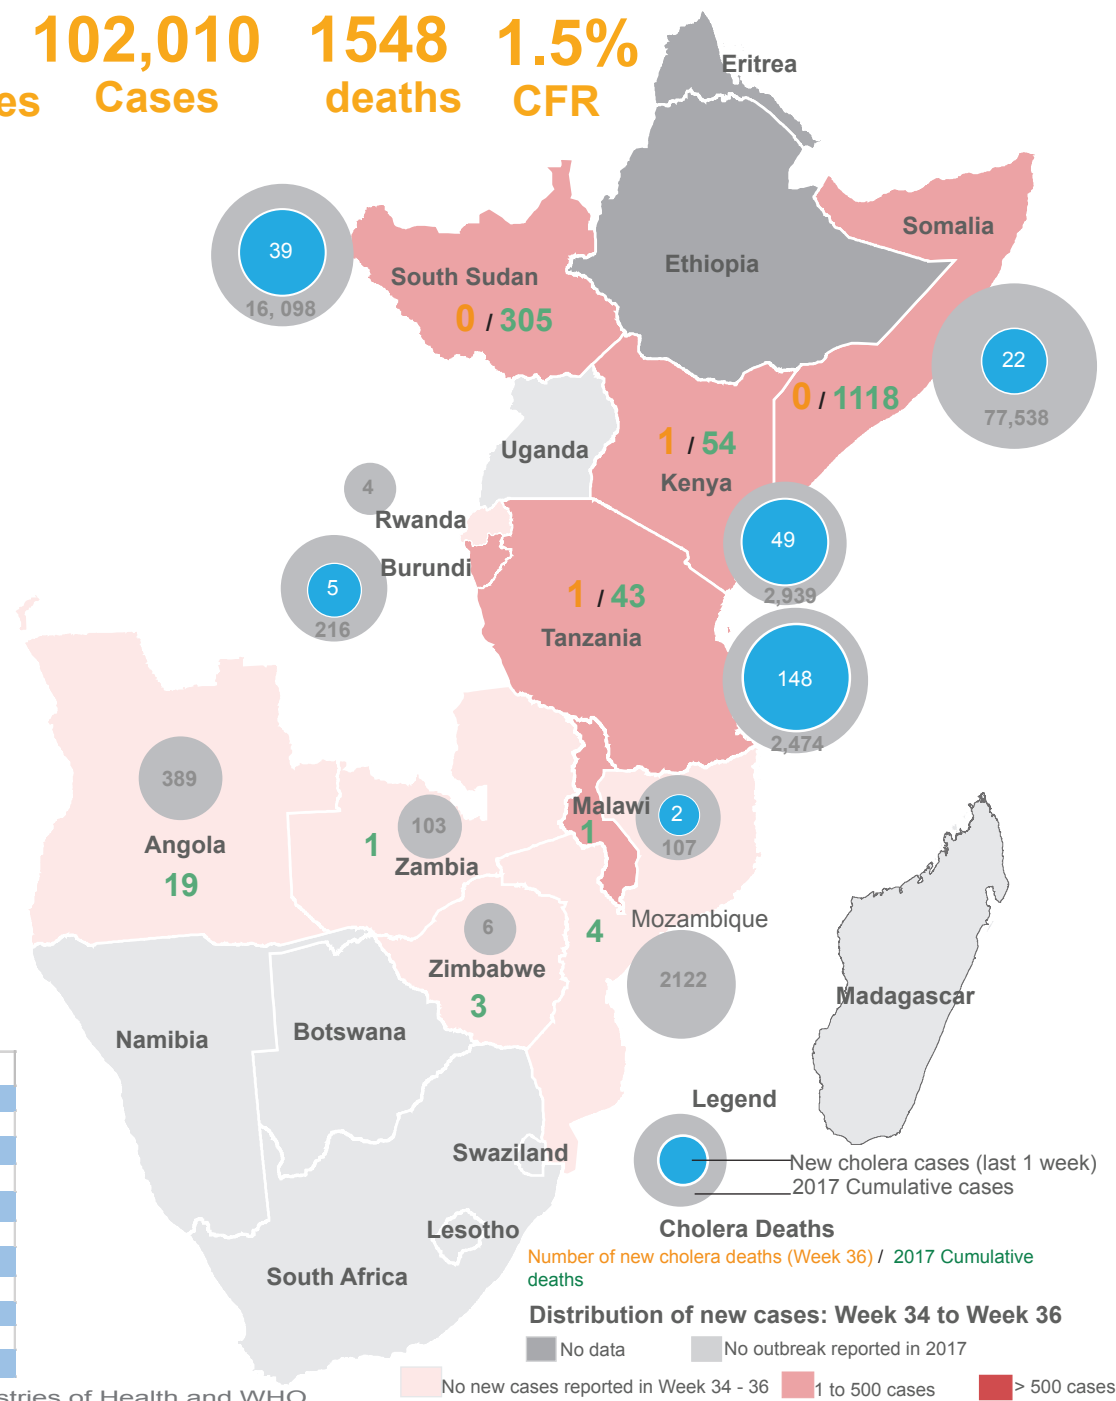 102,010 1548 1.5%
es Cases deaths CFR
Eritrea
Somalia
39
Ethiopia
South Sudan
16, 098
0 / 305
22
0 / 1118
77,538
Uganda
1 / 54
Kenya
4
Rwanda
49
Burundi
5
1 / 43
2,939
216
Tanzania
148
2,474
389
Malawi
2
103
1
107
Angola
1
Zambia
19
Mozambique
6
4
Zimbabwe
2122
3
Madagascar
Namibia
Botswana
Legend
Swaziland
New cholera cases (last 1 week)
2017 Cumulative cases
Lesotho
Cholera Deaths
Number of new cholera deaths (Week 36) / 2017 Cumulative
deaths
South Africa
Distribution of new cases: Week 34 to Week 36
No data No outbreak reported in 2017
No new cases reported in Week 34 - 36 1 to 500 cases > 500 cases
stries of Health and WHO